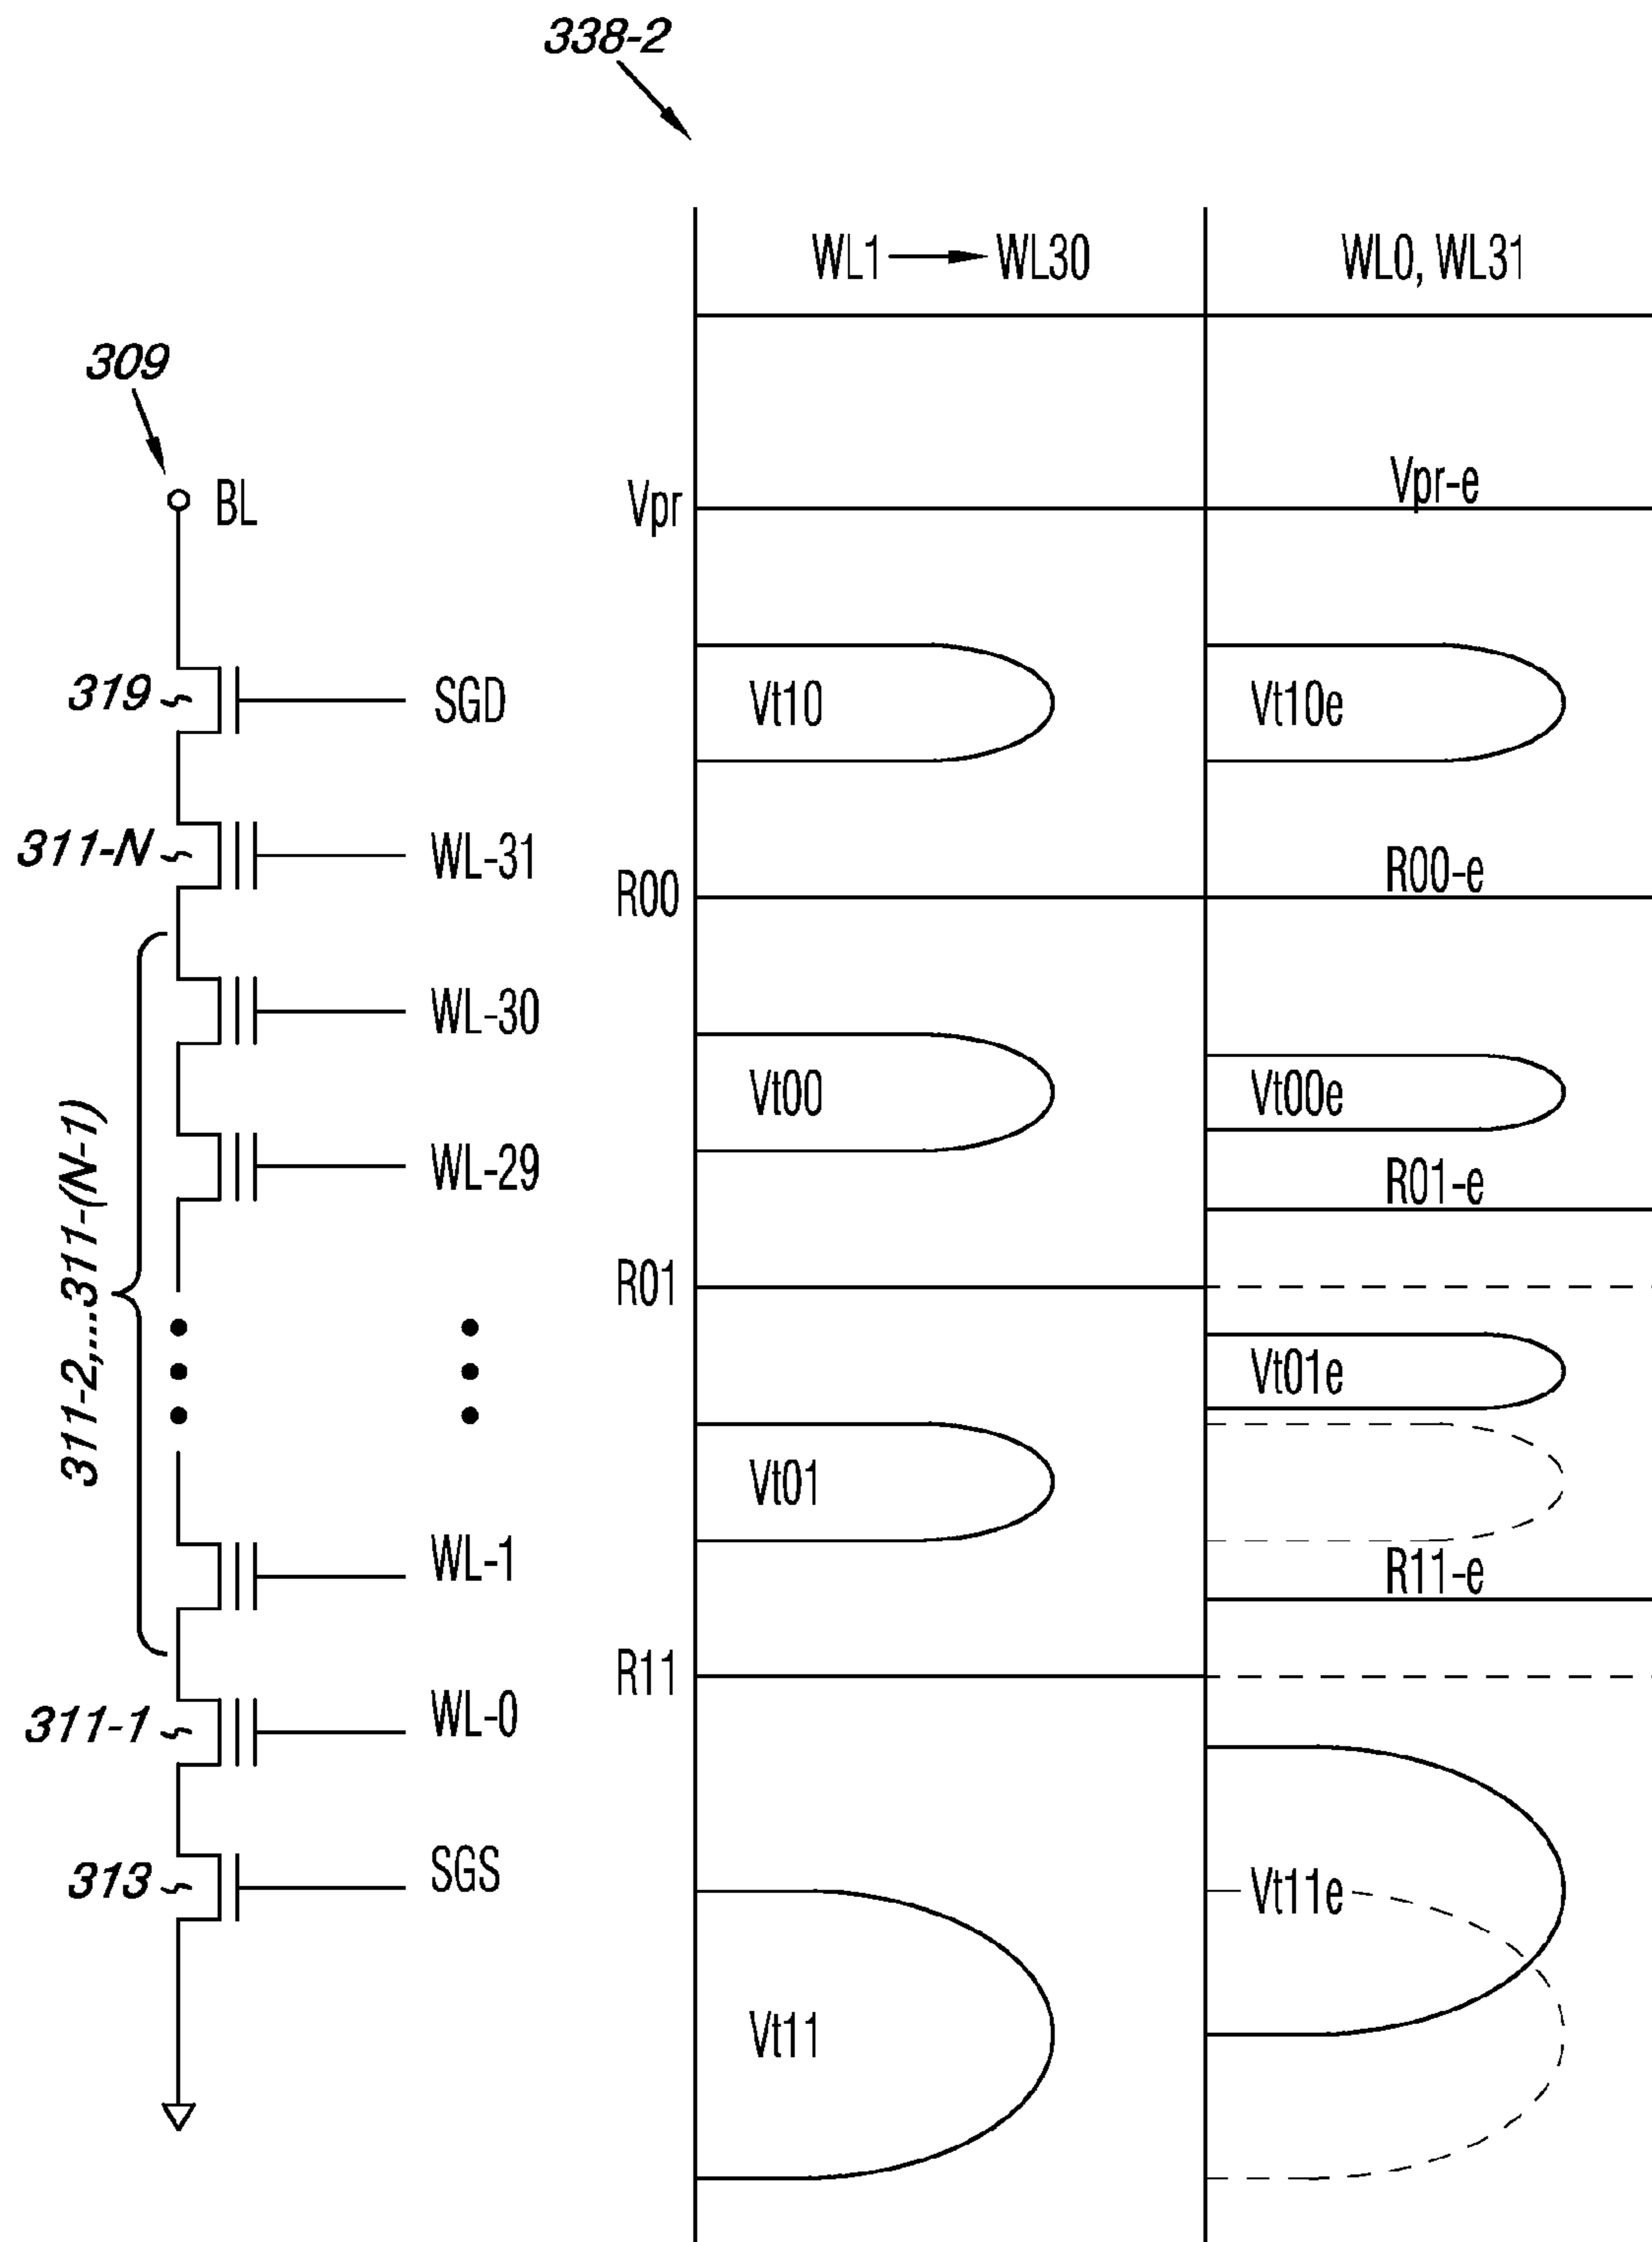 338-2
WL1 WL30
WL0, WL31
309
BL
Vpr
Vpr-e
319
SGD
Vt10
Vt10e
311-N
WL-31
R00
R00-e
WL-30
Vt00
Vt00e
WL-29
R01-e
311-2,...311-(N-1)
R01
Vt01e
Vt01
WL-1
R11-e
R11
311-1
WL-0
313
SGS
Vt11e
Vt11